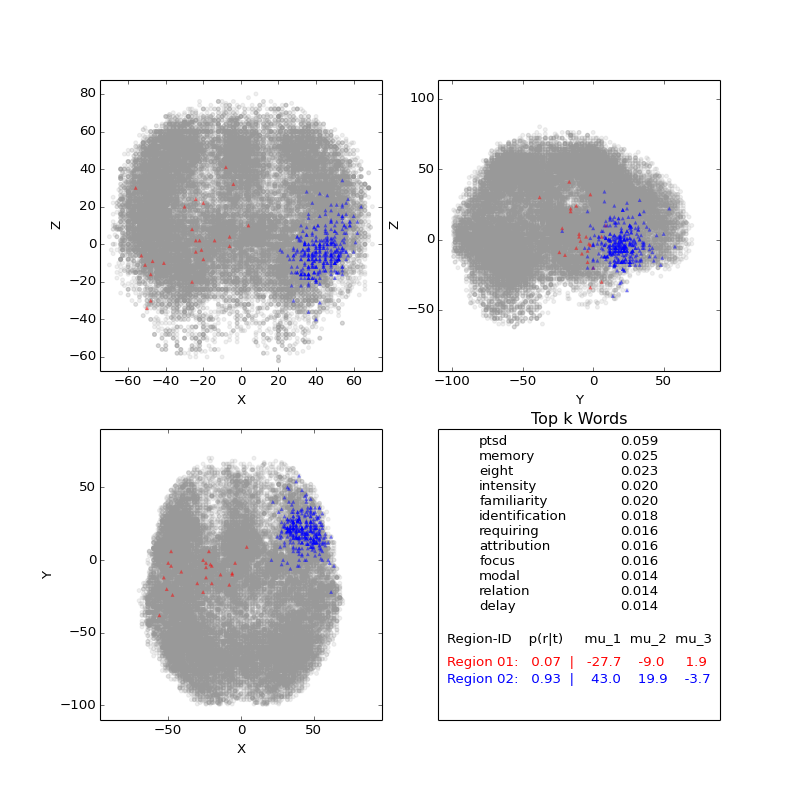 80
60
40
20
0
−20
−40
−60
Z
−60 −40 −20 0 20 40 60
X
100
50
0
−50
Z
−100 −50 0 50
Y
50
0
−50
−100
Y
−50 0 50
X
Top k Words
ptsd 0.059
memory 0.025
eight 0.023
intensity 0.020
familiarity 0.020
identification 0.018
requiring 0.016
attribution 0.016
focus 0.016
modal 0.014
relation 0.014
delay 0.014
Region-ID p(r|t) mu_1 mu_2 mu_3
Region 01: 0.07 | -27.7 -9.0 1.9
Region 02: 0.93 | 43.0 19.9 -3.7